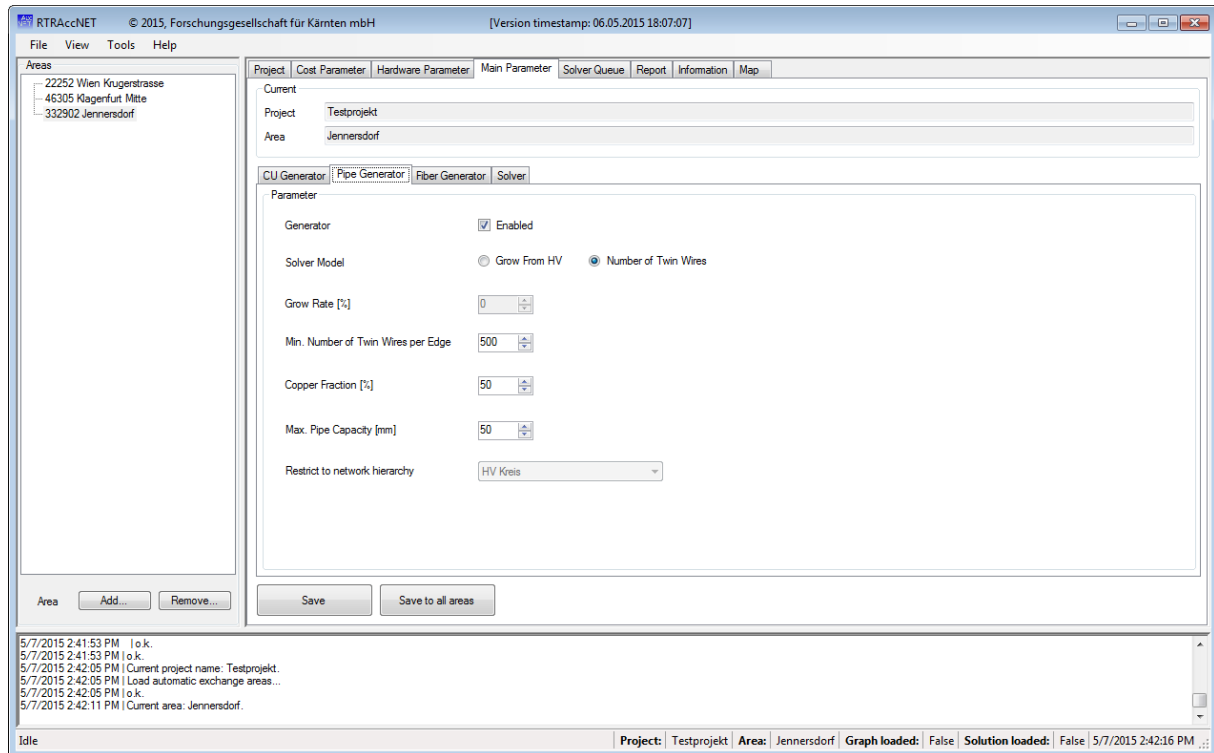 RTRAccNET © 2015, Forschungsgesellschaft für Kärnten mbH [Version timestamp: 06.05.2015 18:07:07]
File View Tools Help
Areas
22252 Wien Krugerstrasse
46305 Klagenfurt Mitte
332902 Jennersdorf
Area Add... Remove...
Project Cost Parameter Hardware Parameter Main Parameter Solver Queue Report Information Map
Current
Project Testprojekt
Area Jennersdorf
CU Generator Pipe Generator Fiber Generator Solver
Parameter
Generator Enabled
Solver Model Grow From HV Number of Twin Wires
Grow Rate [%] 0
Min. Number of Twin Wires per Edge 500
Copper Fraction [%] 50
Max. Pipe Capacity [mm] 50
Restrict to network hierarchy HV Kreis
Save Save to all areas
5/7/2015 2:41:53 PM | o.k.
5/7/2015 2:41:53 PM | o.k.
5/7/2015 2:42:05 PM | Current project name: Testprojekt.
5/7/2015 2:42:05 PM | Load automatic exchange areas...
5/7/2015 2:42:05 PM | o.k.
5/7/2015 2:42:11 PM | Current area: Jennersdorf.
Idle Project: Testprojekt Area: Jennersdorf Graph loaded: False Solution loaded: False 5/7/2015 2:42:16 PM